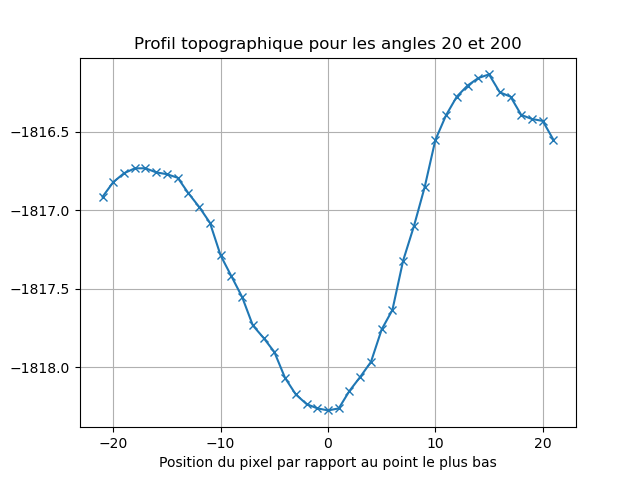 Profil topographique pour les angles 20 et 200
−1816.5
−1817.0
−1817.5
−1818.0
−20 −10 0 10 20
Position du pixel par rapport au point le plus bas